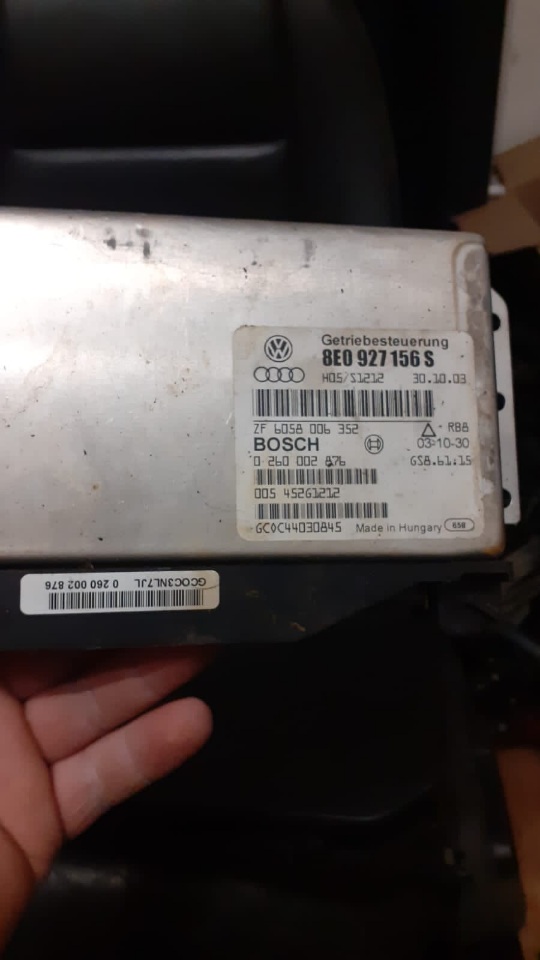 Getriebesteuerung
8E0 927 156 S
H05/S1212 30.10.03
ZF 6058 006 352 RB8
BOSCH 03-10-30
0 260 002 876 GS8.61.15
005 45261212
GC0C44030845 Made in Hungary 650
GCOC3NL7JL 0 260 002 876